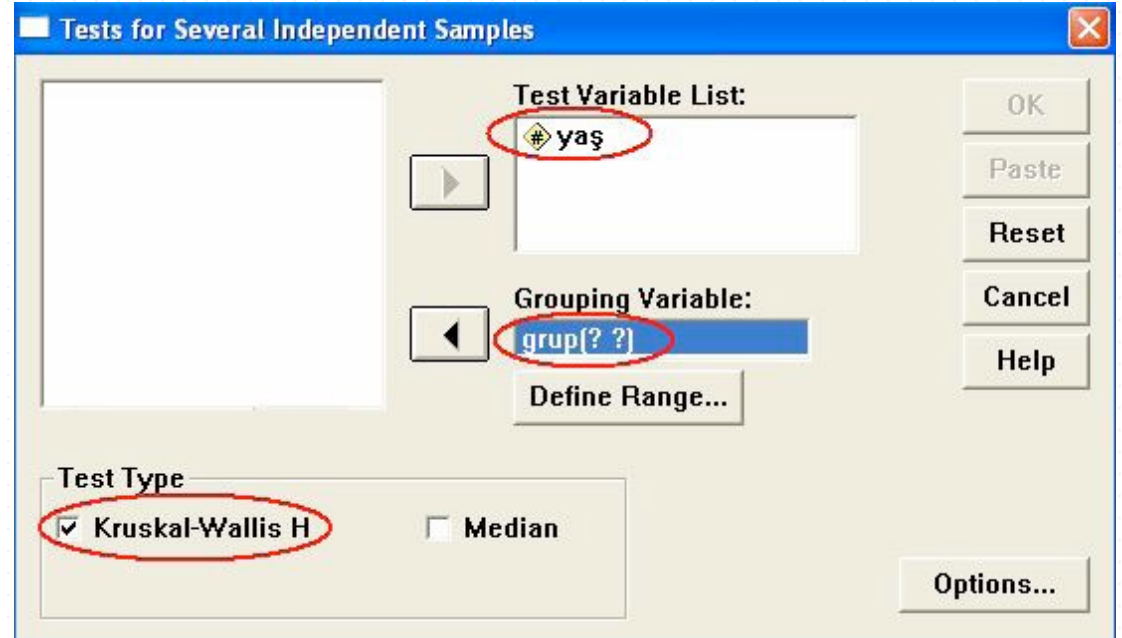 Tests for Several Independent Samples
Test Variable List:
# yaş
Grouping Variable:
grup(? ?)
Define Range...
OK
Paste
Reset
Cancel
Help
Test Type
Kruskal-Wallis H
Median
Options...